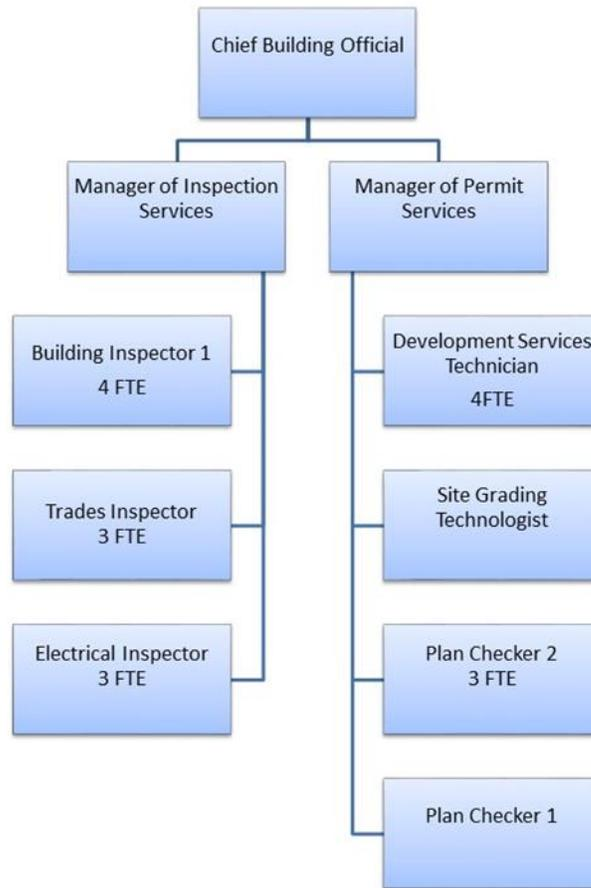 Chief Building Official
Manager of Inspection
Services
Manager of Permit
Services
Building Inspector 1
4 FTE
Trades Inspector
3 FTE
Electrical Inspector
3 FTE
Development Services
Technician
4FTE
Site Grading
Technologist
Plan Checker 2
3 FTE
Plan Checker 1